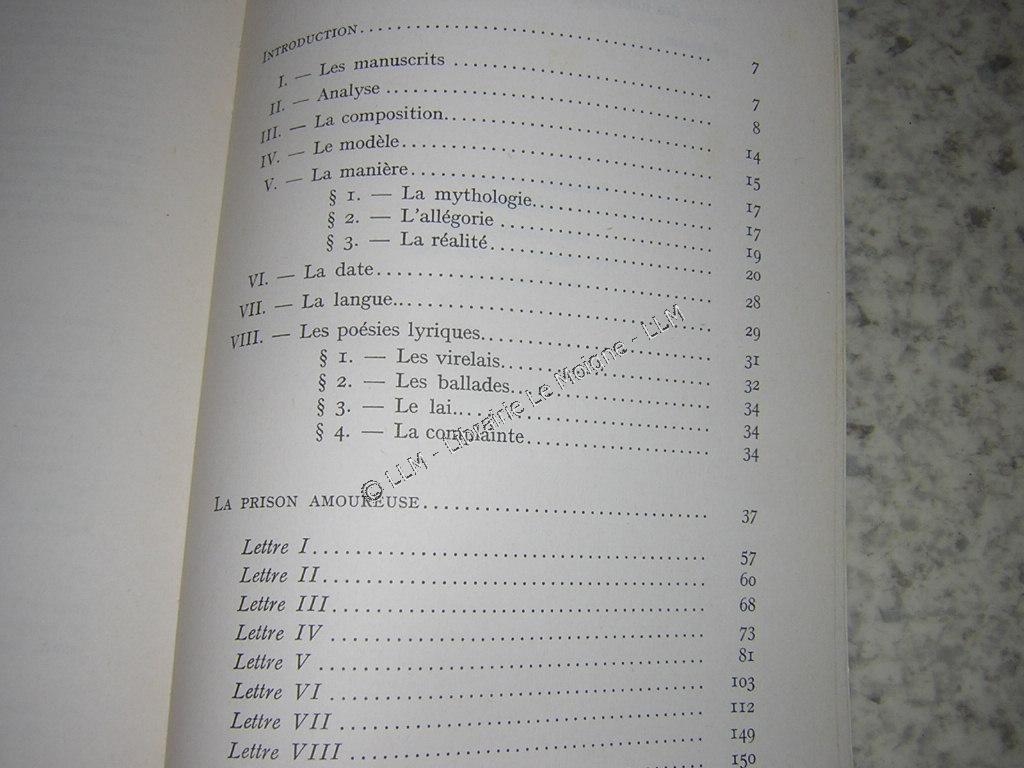 INTRODUCTION........ 7
I. — Les manuscrits ........ 7
II. — Analyse ........ 8
III. — La composition........ 14
IV. — Le modèle........ 15
V. — La manière........ 17
§ 1. — La mythologie........ 17
§ 2. — L'allégorie ........ 19
§ 3. — La réalité........ 20
VI. — La date........ 28
VII. — La langue........ 29
VIII. — Les poésies lyriques........ 31
§ 1. — Les virelais........ 32
§ 2. — Les ballades........ 34
§ 3. — Le lai........ 34
§ 4. — La complainte........ 34
© LLM - Librairie Le Moigne - LLM
LA PRISON AMOUREUSE........ 37
Lettre I........ 57
Lettre II........ 60
Lettre III........ 68
Lettre IV ........ 73
Lettre V ........ 81
Lettre VI ........ 103
Lettre VII ........ 112
Lettre VIII ........ 149
150